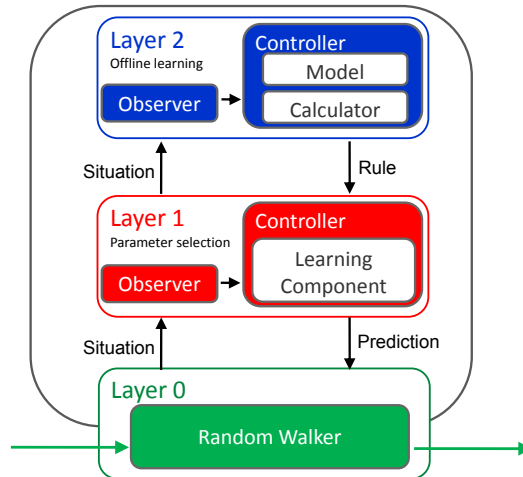 Layer 2
Offline learning
Observer
Controller
Model
Calculator
Situation
Rule
Layer 1
Parameter selection
Observer
Controller
Learning
Component
Situation
Prediction
Layer 0
Random Walker